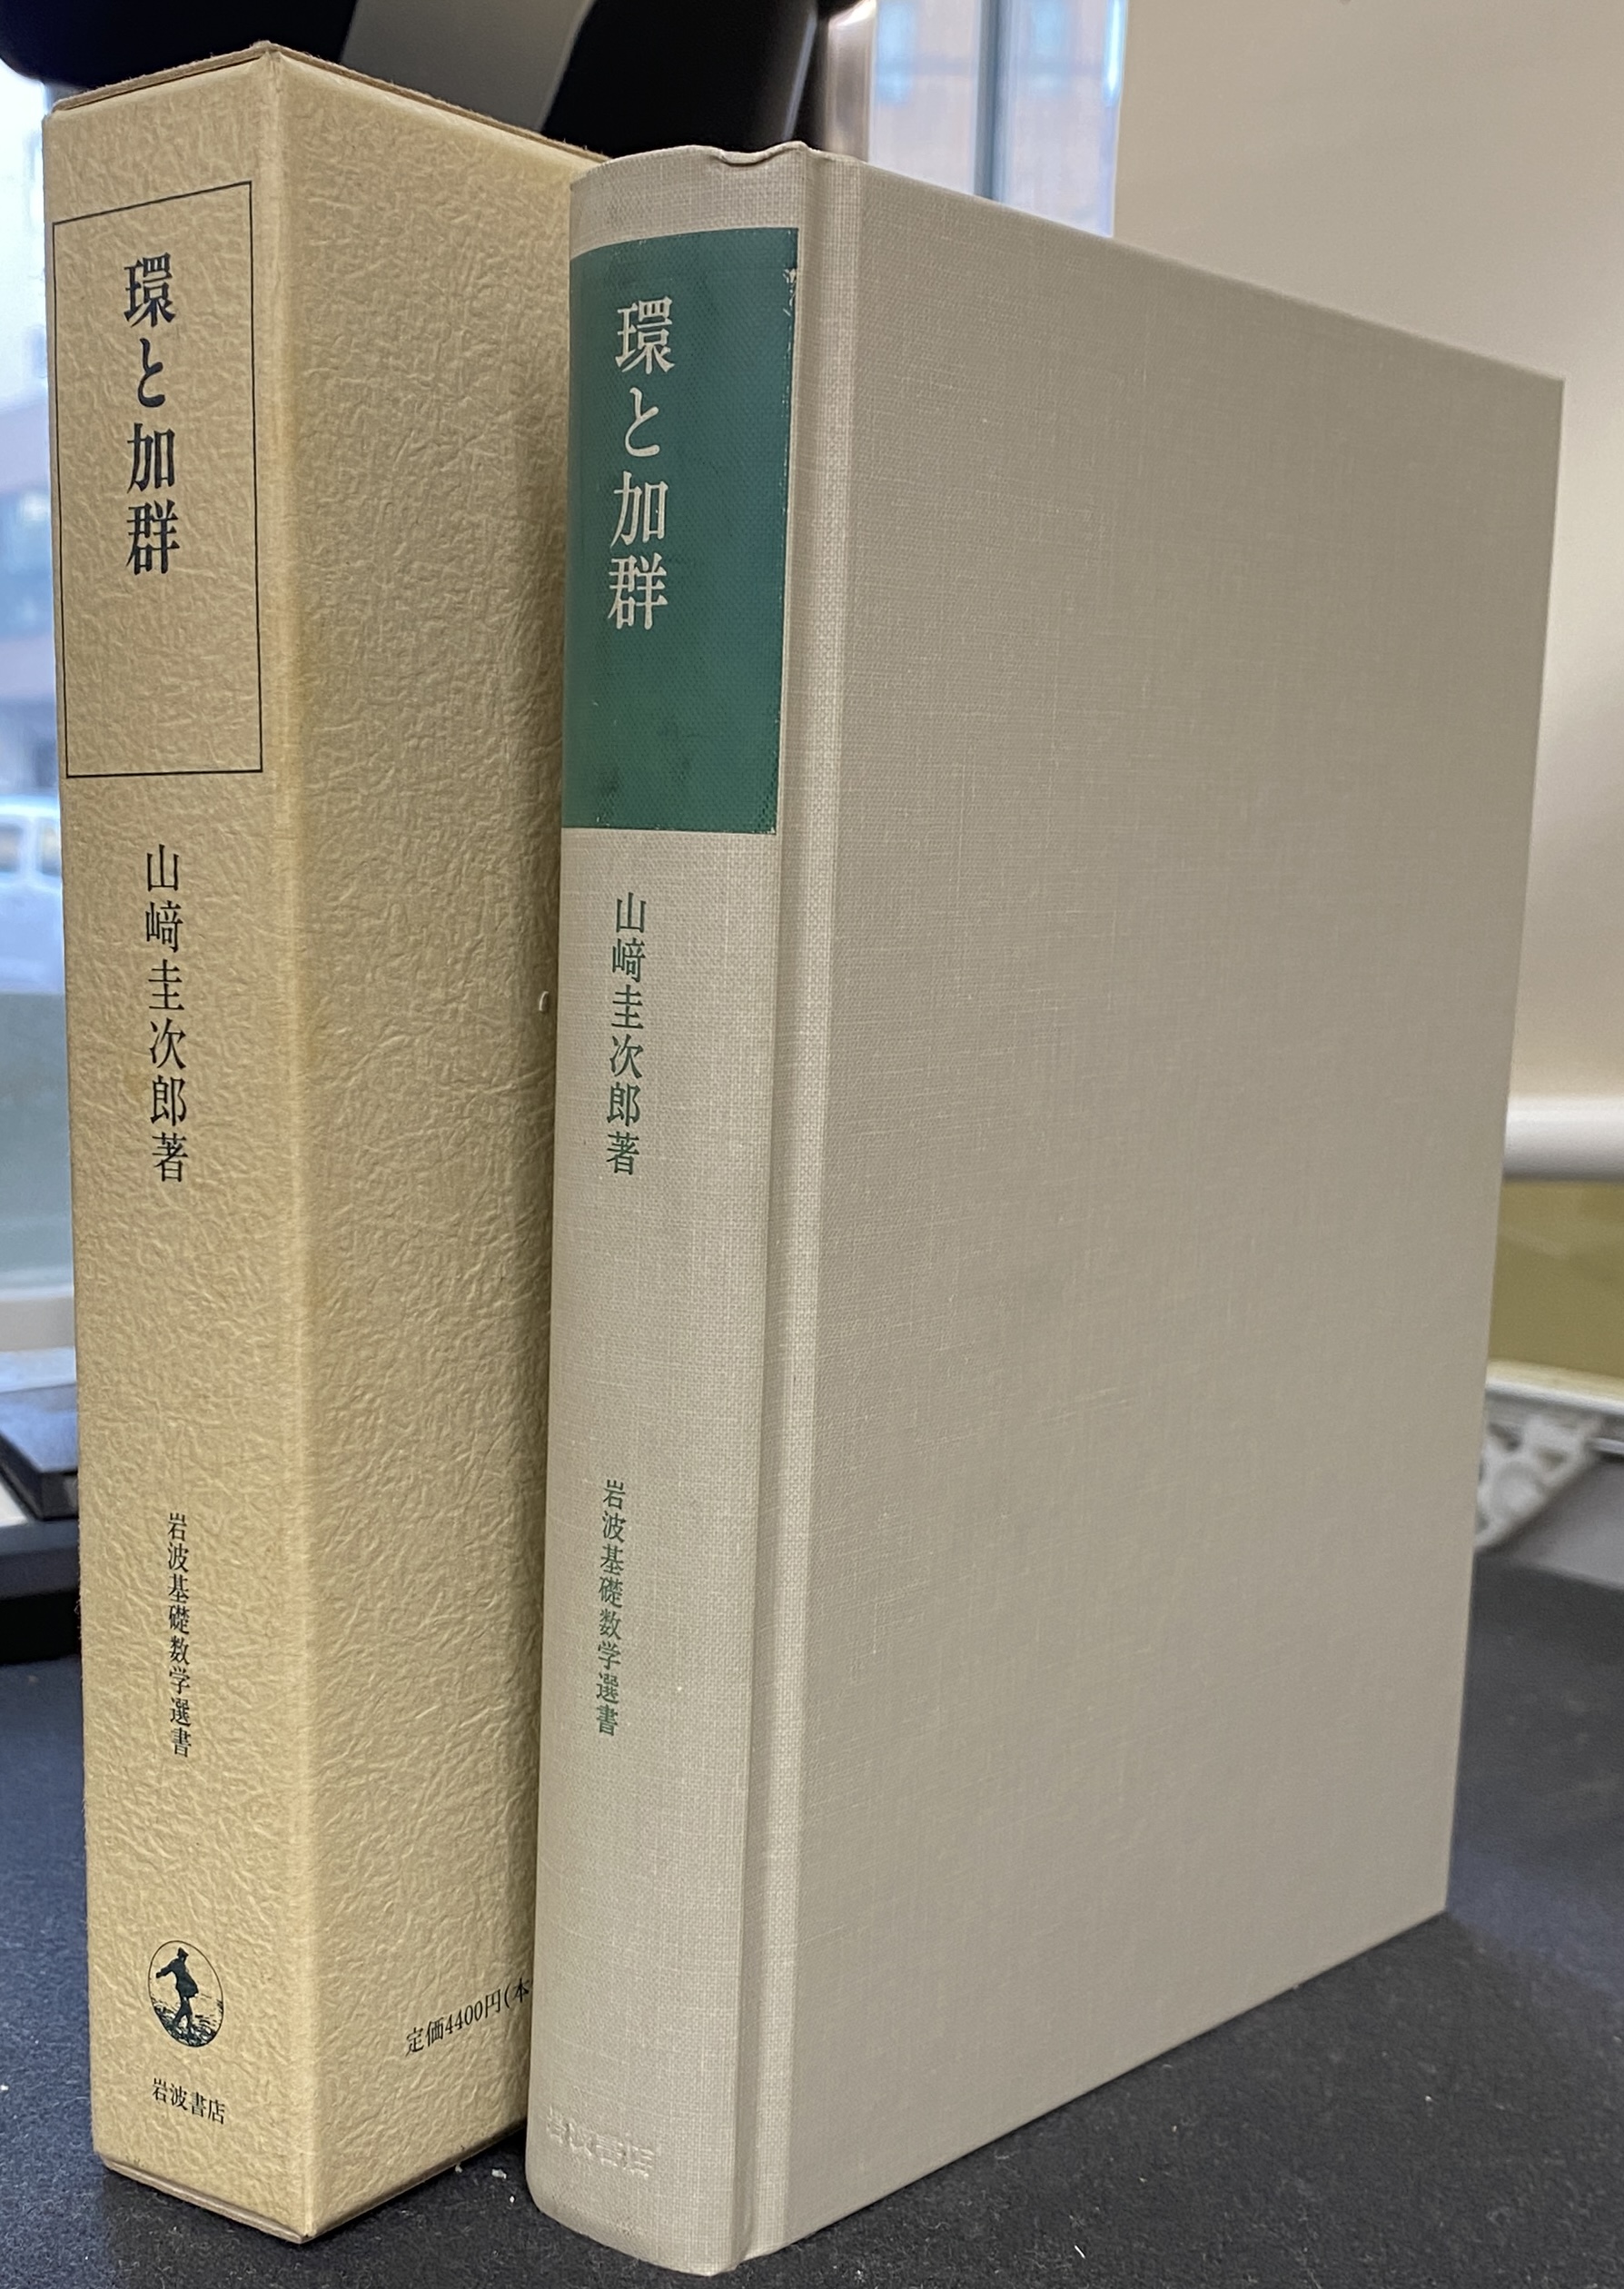 環と加群
山﨑圭次郎著
岩波基礎数学選書
岩波書店
定価4400円(本
環と加群
山﨑圭次郎著
岩波基礎数学選書
岩波書店